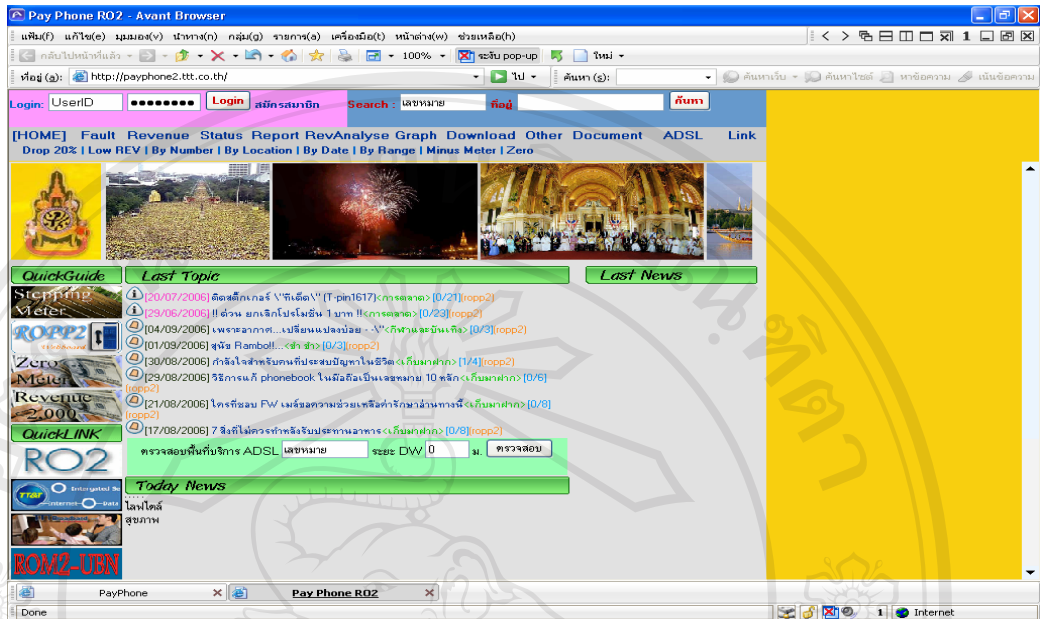 Pay Phone RO2 - Avant Browser
แฟ้ม(f) แก้ไข(e) มุมมอง(v) นำทาง(n) กลุ่ม(g) รายการ(a) เครื่องมือ(t) หน้าต่าง(w) ช่วยเหลือ(h) 1
กลับไปหน้าที่แล้ว 100% ระงับ pop-up ใหม่
ที่อยู่ (a): http://payphone2.ttt.co.th/ ไป ค้นหา (s): ค้นหาเว็บ ค้นหาไซต์ หาข้อความ เน้นข้อความ
Login: UserID Login สมัครสมาชิก Search : เลขหมาย ที่อยู่ ค้นหา
[HOME] Fault Revenue Status Report RevAnalyse Graph Download Other Document ADSL Link
Drop 20% | Low REV | By Number | By Location | By Date | By Range | Minus Meter | Zero
QuickGuide Last Topic Last News
Stepping Meter
ROPP2
Zero Meter
Revenue <2,000
[20/07/2006] ติดสติ๊กเกอร์ \"ทีเด็ด\" (T-pin1617)<การตลาด> [0/21](ropp2)
[29/06/2006] !! ด่วน ยกเลิกโปรโมชั่น 1 บาท !!<การตลาด> [0/23](ropp2)
[04/09/2006] เพราะอากาศ...เปลี่ยนแปลงบ่อย - -\"<กีฬาและบันเทิง> [0/3](ropp2)
[01/09/2006] สุนัข Rambo!!...<ขำ ขำ> [0/3](ropp2)
[30/08/2006] กำลังใจสำหรับคนที่ประสบปัญหาในชีวิต<เก็บมาฝาก> [1/4](ropp2)
[29/08/2006] วิธีการแก้ phonebook ในมือถือเป็นเลขหมาย 10 หลัก<เก็บมาฝาก> [0/6]
(ropp2)
[21/08/2006] ใครที่ชอบ FW เมล์ขอความช่วยเหลือค่ารักษาอ่านทางนี้<เก็บมาฝาก> [0/8]
(ropp2)
[17/08/2006] 7 สิ่งที่ไม่ควรทำหลังรับประทานอาหาร<เก็บมาฝาก> [0/8](ropp2)
QuickLINK
RO2
ตรวจสอบพื้นที่บริการ ADSL เลขหมาย ระยะ DW 0 ม. ตรวจสอบ
Today News
TT&T
Internet Data
ไลฟ์ไตล์
สุขภาพ
ROM2-UBN
PayPhone Pay Phone RO2
Done 1 Internet